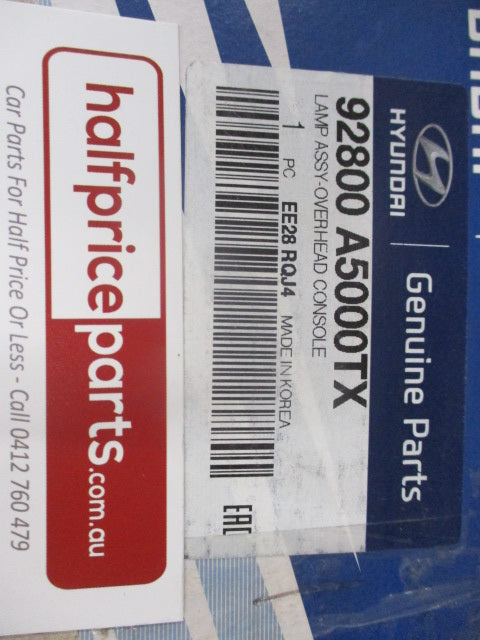 HYUNDAI
Genuine Parts
92800 A5000TX
LAMP ASSY-OVERHEAD CONSOLE
1 PC EE28 RQJ4 MADE IN KOREA
EAC
halfpriceparts.com.au
Car Parts For Half Price Or Less - Call 0412 760 479